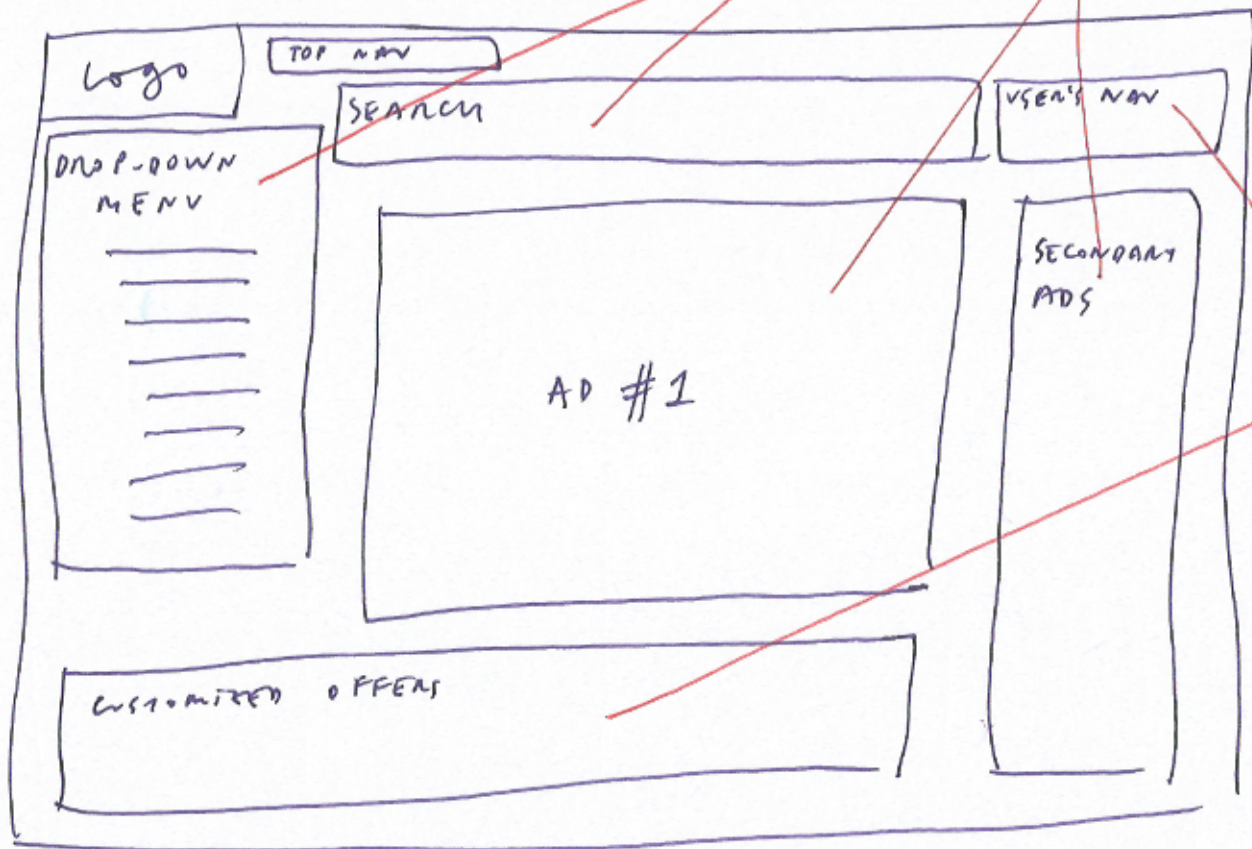 Logo
TOP NAV
SEARCH
USER'S NAV
DROP-DOWN
MENU
SECONDARY
ADS
AD #1
CUSTOMIZED OFFERS